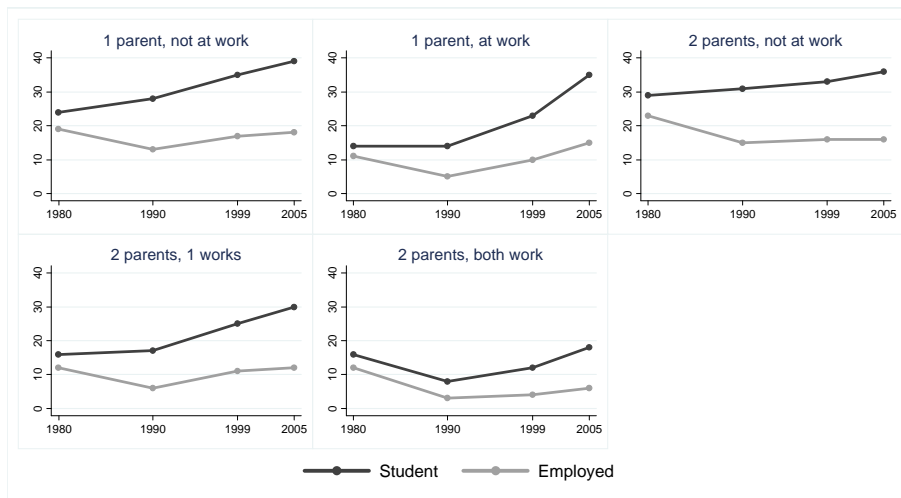 1 parent, not at work
1 parent, at work
2 parents, not at work
40
30
20
10
0
1980 1990 1999 2005
40
30
20
10
0
1980 1990 1999 2005
40
30
20
10
0
1980 1990 1999 2005
2 parents, 1 works
2 parents, both work
40
30
20
10
0
1980 1990 1999 2005
40
30
20
10
0
1980 1990 1999 2005
Student Employed